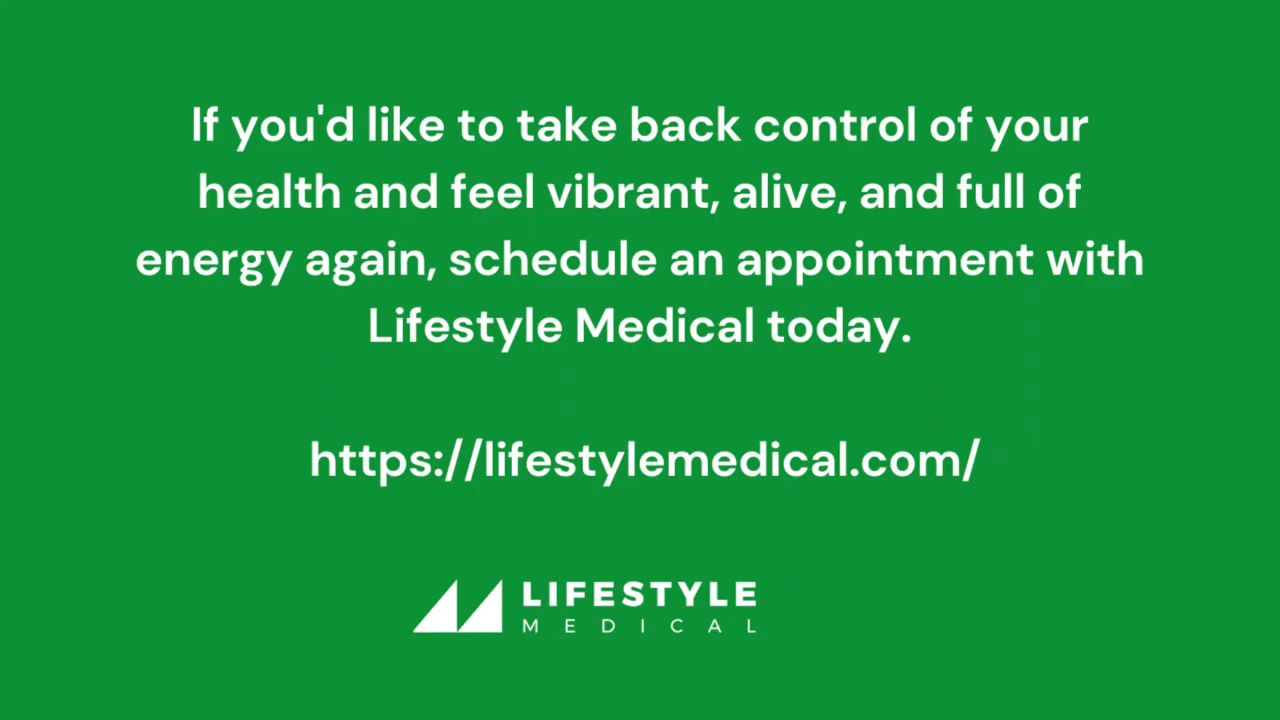 If you'd like to take back control of your
health and feel vibrant, alive, and full of
energy again, schedule an appointment with
Lifestyle Medical today.
https://lifestylemedical.com/
LIFESTYLE
MEDICAL